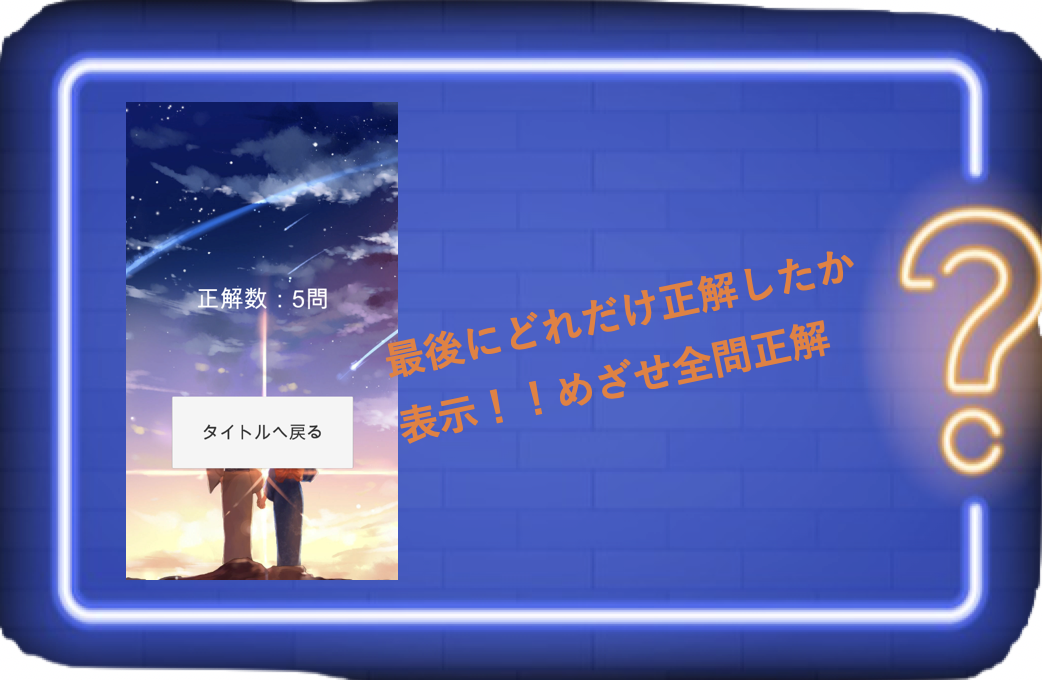 正解数：5問
タイトルへ戻る
最後にどれだけ正解したか
表示！！めざせ全問正解
?